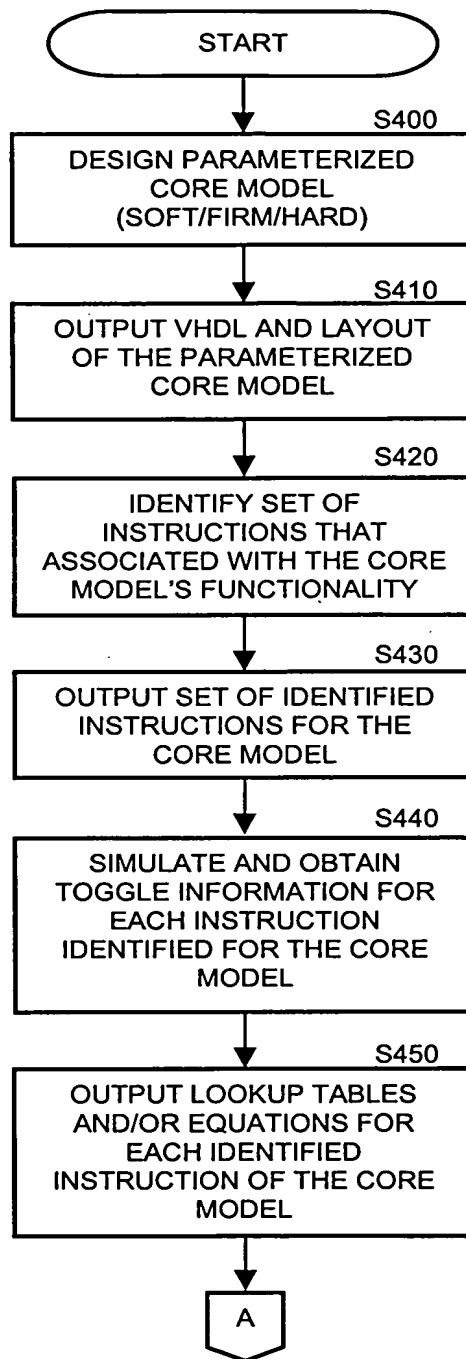 START
S400
DESIGN PARAMETERIZED
CORE MODEL
(SOFT/FIRM/HARD)
S410
OUTPUT VHDL AND LAYOUT
OF THE PARAMETERIZED
CORE MODEL
S420
IDENTIFY SET OF
INSTRUCTIONS THAT
ASSOCIATED WITH THE CORE
MODEL'S FUNCTIONALITY
S430
OUTPUT SET OF IDENTIFIED
INSTRUCTIONS FOR THE
CORE MODEL
S440
SIMULATE AND OBTAIN
TOGGLE INFORMATION FOR
EACH INSTRUCTION
IDENTIFIED FOR THE CORE
MODEL
S450
OUTPUT LOOKUP TABLES
AND/OR EQUATIONS FOR
EACH IDENTIFIED
INSTRUCTION OF THE CORE
MODEL
A